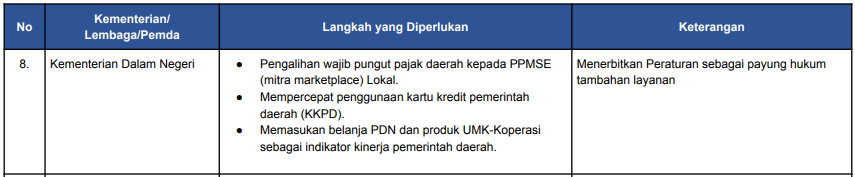 No Kementerian/ Lembaga/Pemda Langkah yang Diperlukan Keterangan
8. Kementerian Dalam Negeri ● Pengalihan wajib pungut pajak daerah kepada PPMSE Menerbitkan Peraturan sebagai payung hukum
(mitra marketplace) Lokal. tambahan layanan
● Mempercepat penggunaan kartu kredit pemerintah
daerah (KKPD).
● Memasukan belanja PDN dan produk UMK-Koperasi
sebagai indikator kinerja pemerintah daerah.